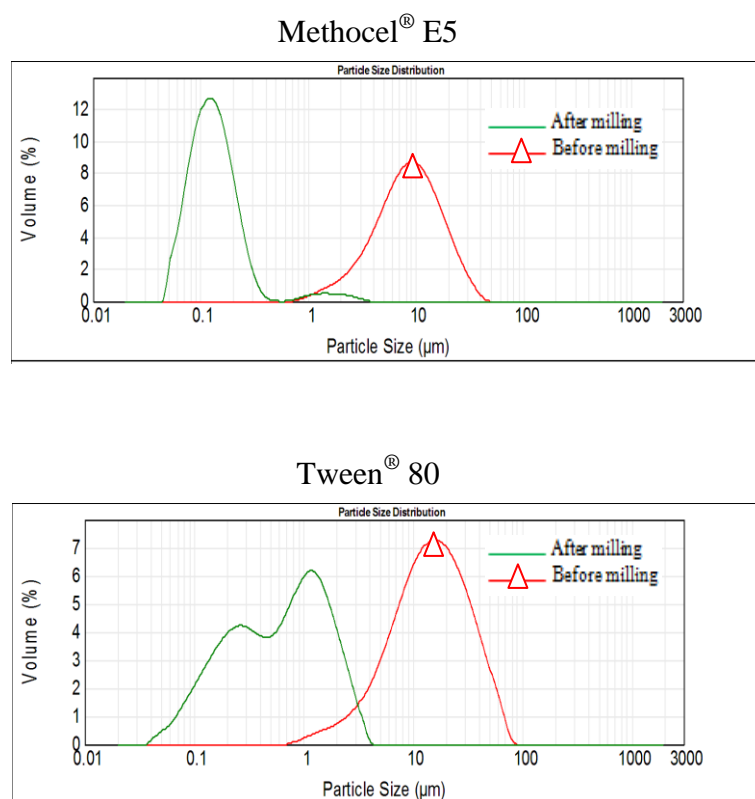 Methocel® E5
Particle Size Distribution
12
10
8
6
4
2
0
Volume (%)
After milling
Before milling
0.01 0.1 1 10 100 1000 3000
Particle Size (µm)
Tween® 80
Particle Size Distribution
7
6
5
4
3
2
1
0
Volume (%)
After milling
Before milling
0.01 0.1 1 10 100 1000 3000
Particle Size (µm)